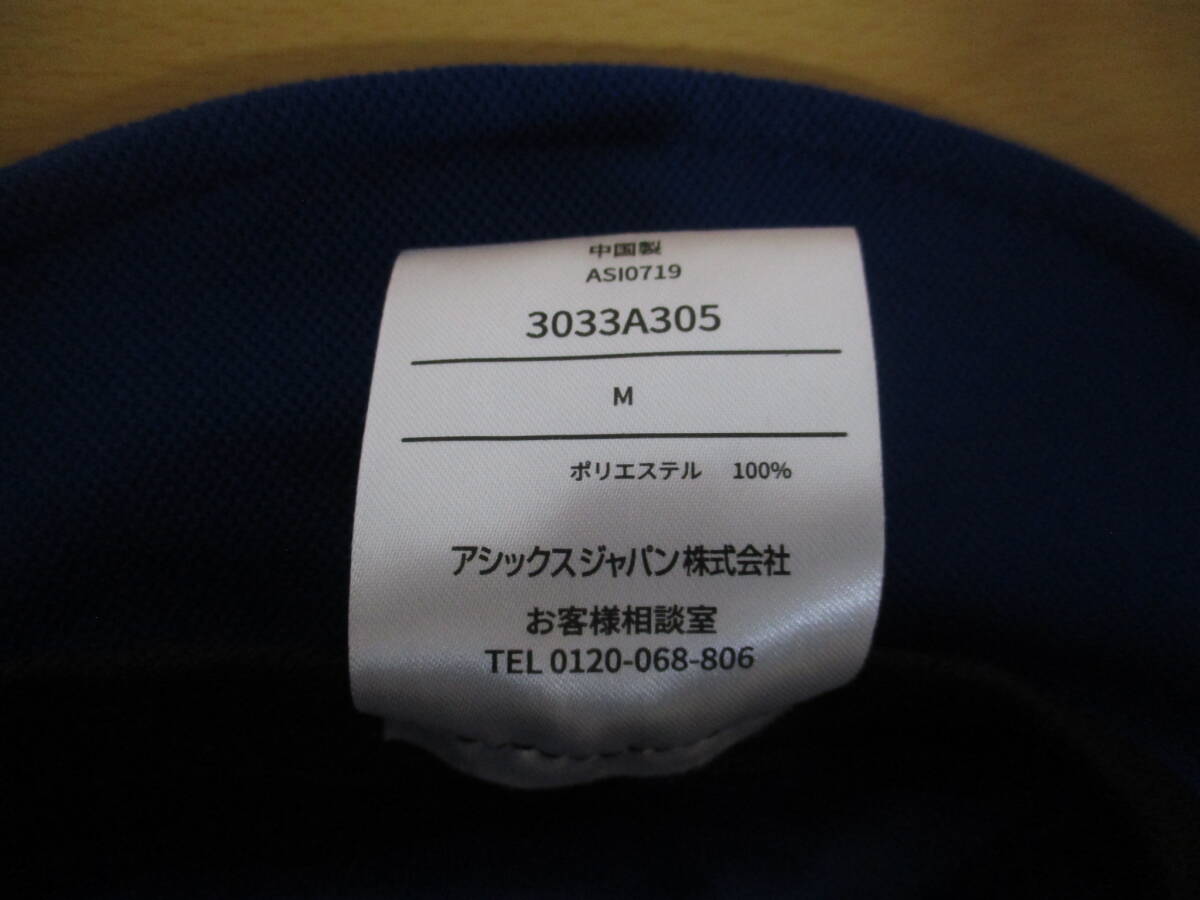 中国製
ASI0719
3033A305
M
ポリエステル 100%
アシックスジャパン株式会社
お客様相談室
TEL 0120-068-806